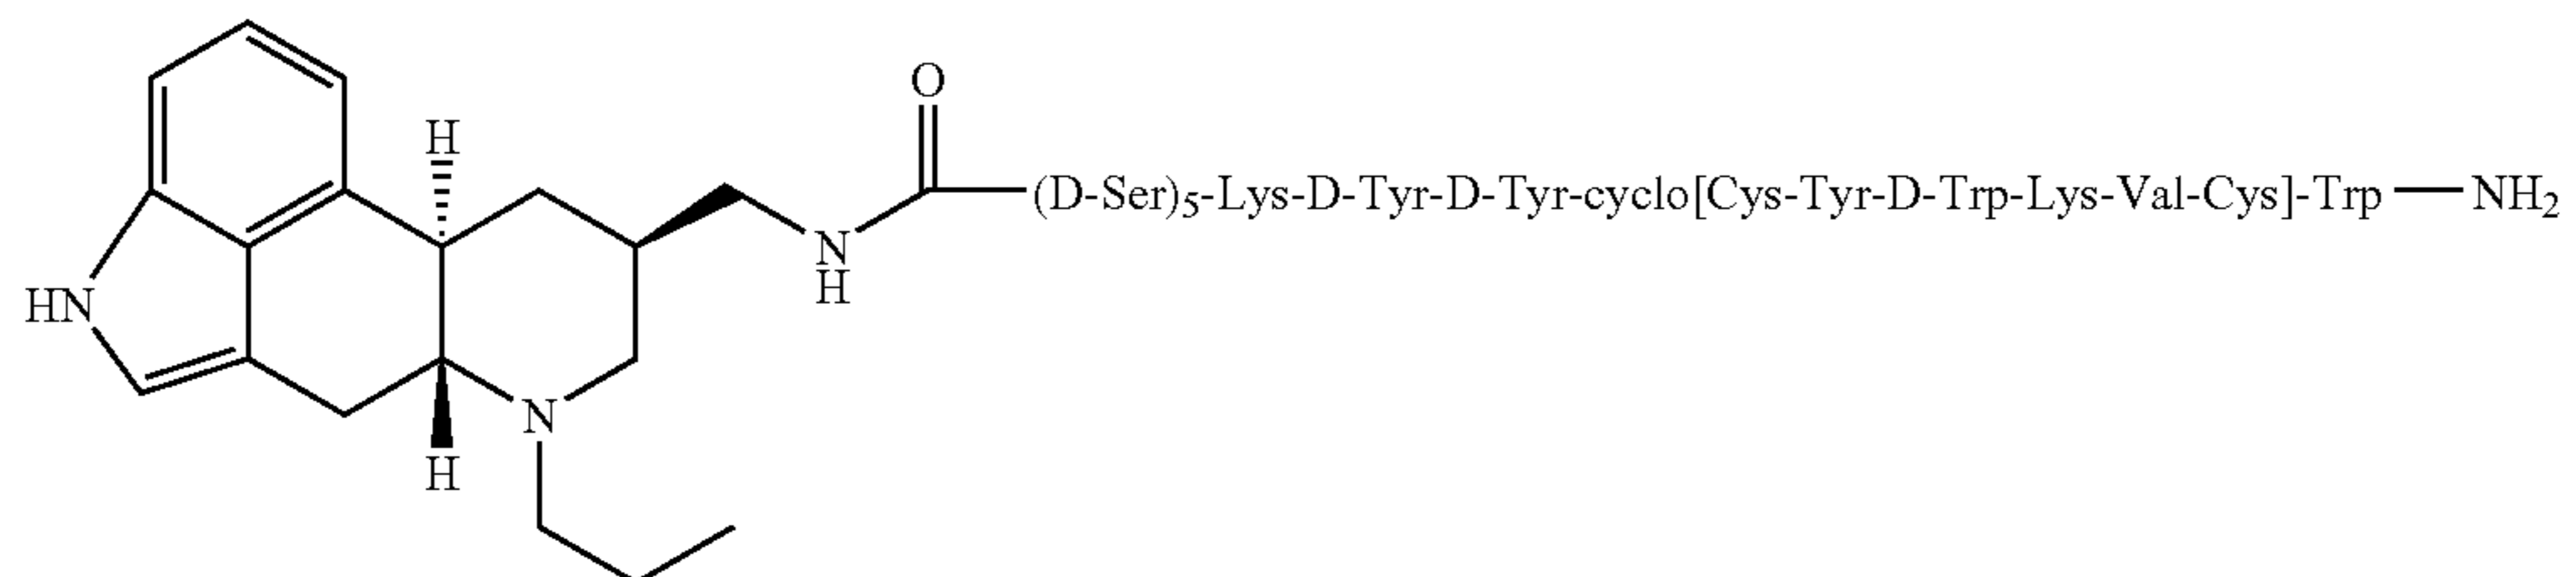 O
H
(D-Ser)5-Lys-D-Tyr-D-Tyr-cyclo[Cys-Tyr-D-Trp-Lys-Val-Cys]-Trp—NH2
N
H
HN
N
H